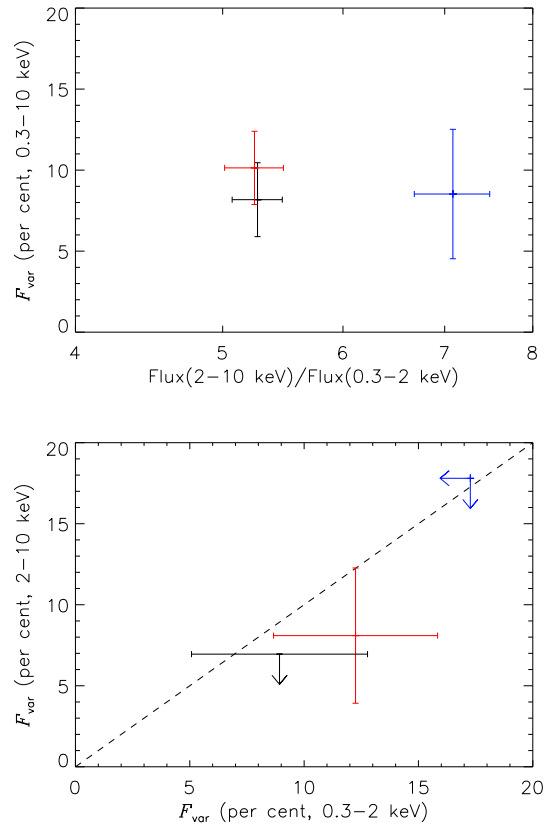 20
15
10
5
0
F_var (per cent, 0.3−10 keV)
4 5 6 7 8
Flux(2−10 keV)/Flux(0.3−2 keV)
20
15
10
5
0
F_var (per cent, 2−10 keV)
0 5 10 15 20
F_var (per cent, 0.3−2 keV)